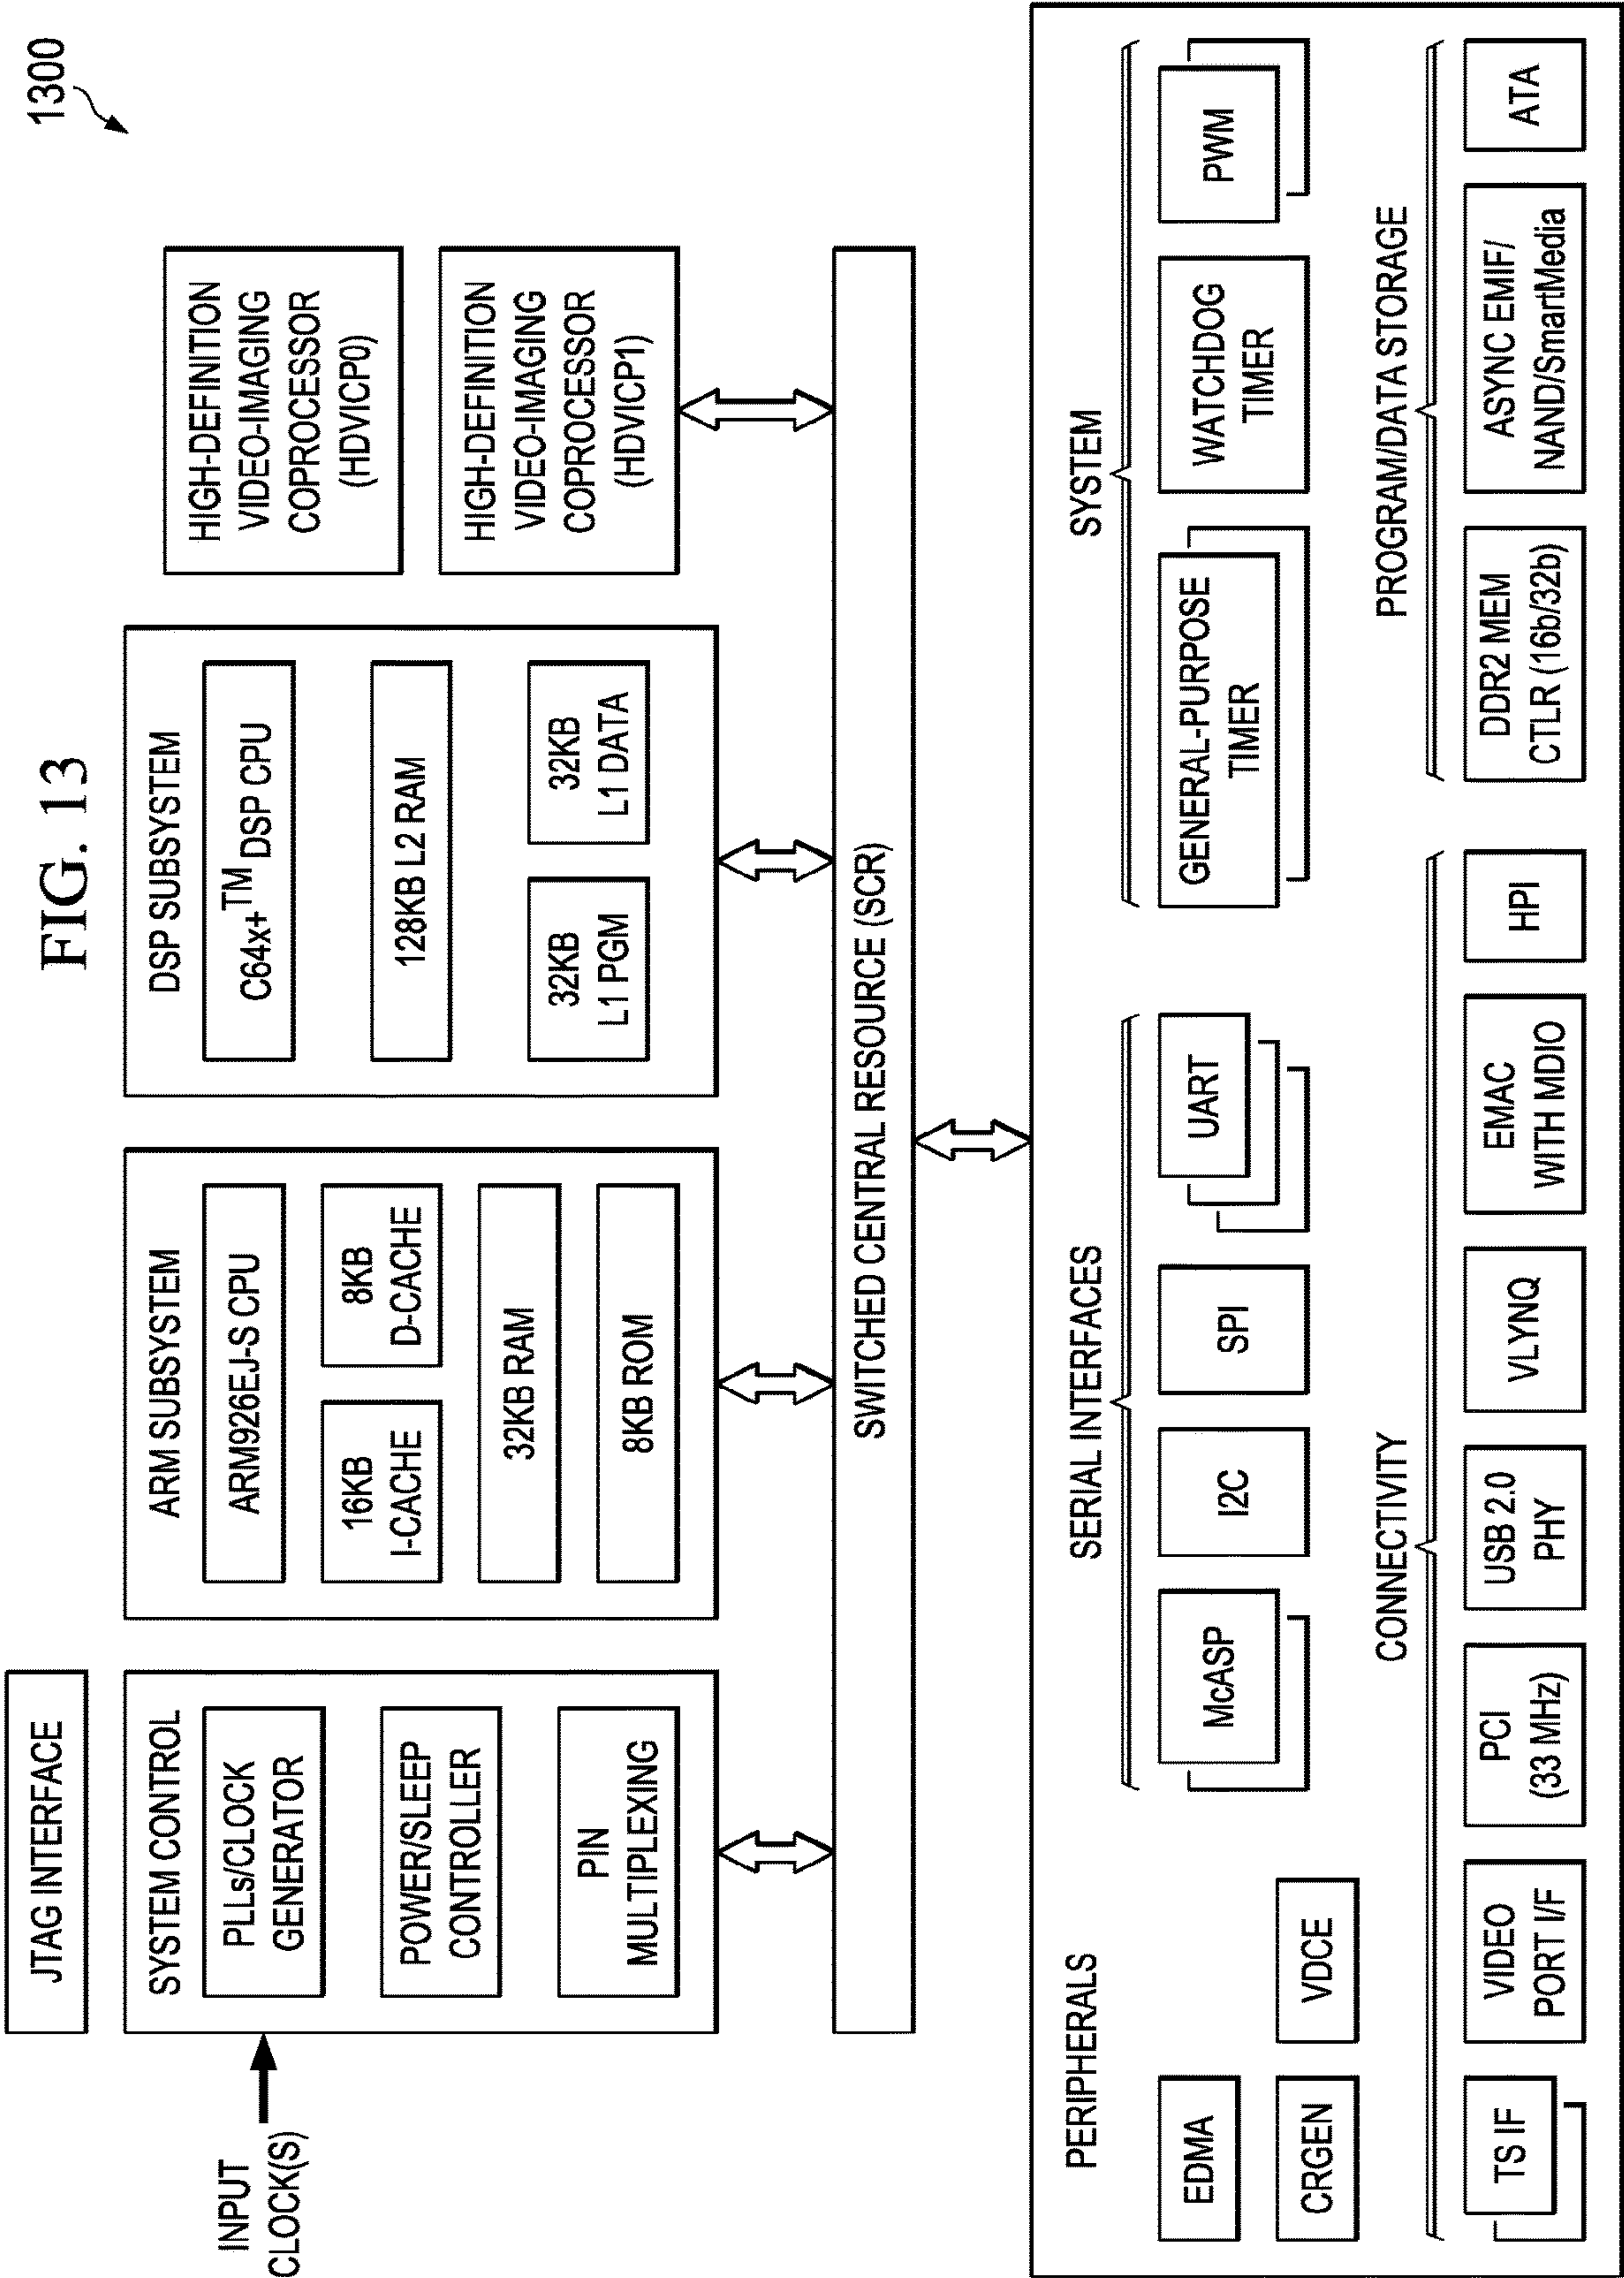 FIG. 13
1300
JTAG INTERFACE
INPUT
CLOCK(S)
SYSTEM CONTROL
PLLs/CLOCK
GENERATOR
POWER/SLEEP
CONTROLLER
PIN
MULTIPLEXING
ARM SUBSYSTEM
ARM926EJ-S CPU
16KB
I-CACHE
8KB
D-CACHE
32KB RAM
8KB ROM
DSP SUBSYSTEM
C64x+™ DSP CPU
128KB L2 RAM
32KB
L1 PGM
32KB
L1 DATA
HIGH-DEFINITION
VIDEO-IMAGING
COPROCESSOR
(HDVICP0)
HIGH-DEFINITION
VIDEO-IMAGING
COPROCESSOR
(HDVICP1)
SWITCHED CENTRAL RESOURCE (SCR)
PERIPHERALS
EDMA
CRGEN
VDCE
SERIAL INTERFACES
McASP
I2C
SPI
UART
SYSTEM
GENERAL-PURPOSE
TIMER
WATCHDOG
TIMER
PWM
CONNECTIVITY
TS IF
VIDEO
PORT I/F
PCI
(33 MHz)
USB 2.0
PHY
VLYNQ
EMAC
WITH MDIO
HPI
PROGRAM/DATA STORAGE
DDR2 MEM
CTLR (16b/32b)
ASYNC EMIF/
NAND/SmartMedia
ATA